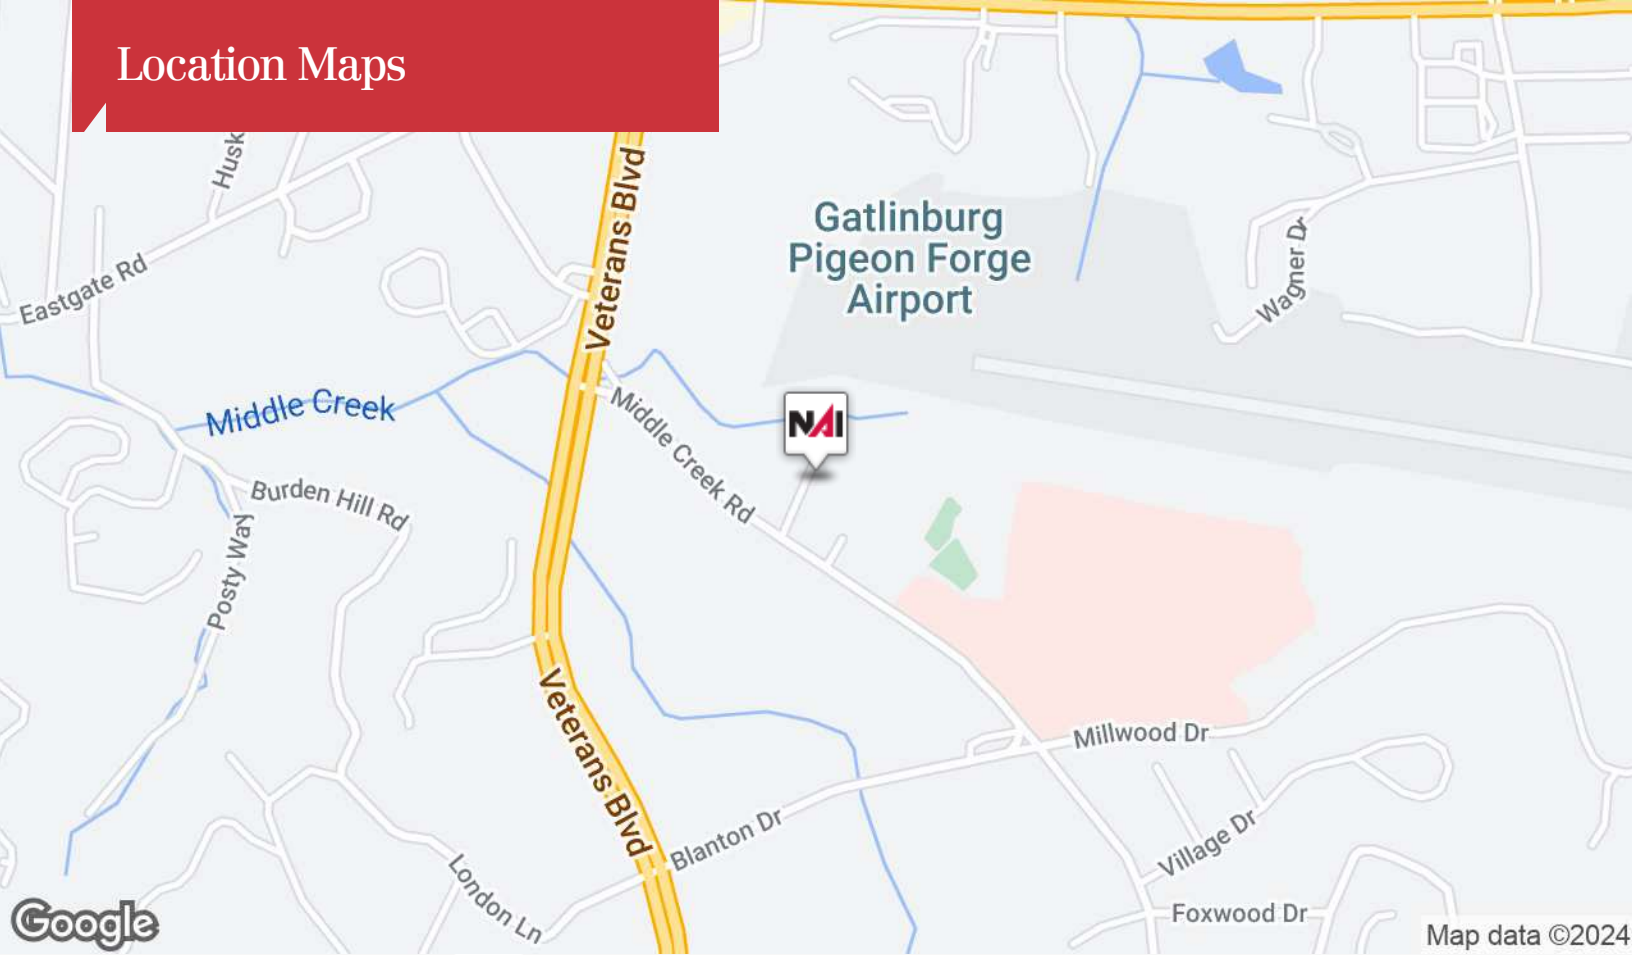 Location Maps
Husk
Veterans Blvd
Gatlinburg
Pigeon Forge
Airport
Wagner Dr
Eastgate Rd
Middle Creek
Middle Creek Rd
NAI
Burden Hill Rd
Posty Way
Veterans Blvd
Millwood Dr
Blanton Dr
Village Dr
London Ln
Foxwood Dr
Google
Map data ©2024